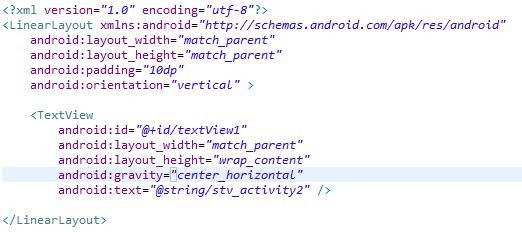 <?xml version="1.0" encoding="utf-8"?>
<LinearLayout xmlns:android="http://schemas.android.com/apk/res/android"
    android:layout_width="match_parent"
    android:layout_height="match_parent"
    android:padding="10dp"
    android:orientation="vertical" >

    <TextView
        android:id="@+id/textView1"
        android:layout_width="match_parent"
        android:layout_height="wrap_content"
        android:gravity="center_horizontal"
        android:text="@string/stv_activity2" />

</LinearLayout>